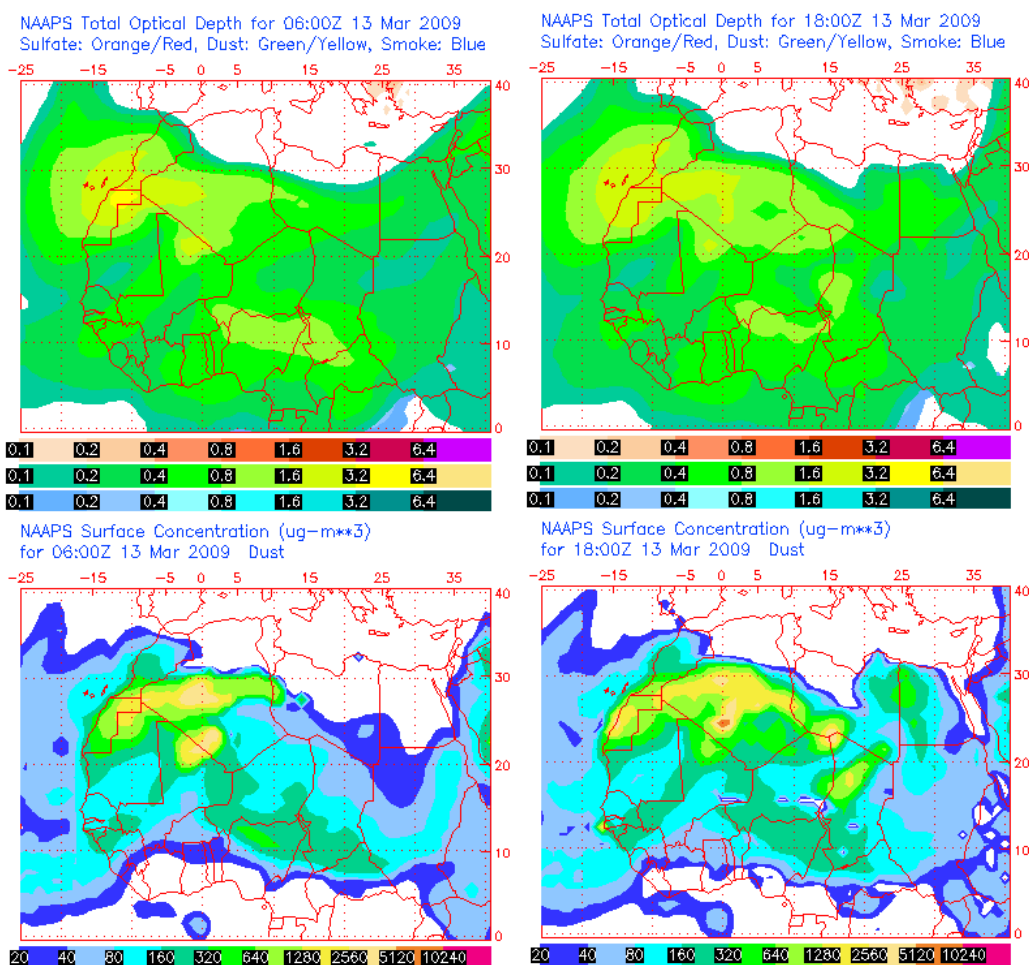 NAAPS Total Optical Depth for 06:00Z 13 Mar 2009
Sulfate: Orange/Red, Dust: Green/Yellow, Smoke: Blue
-25 -15 -5 0 5 15 25 35
40
30
20
10
0
0.1 0.2 0.4 0.8 1.6 3.2 6.4
0.1 0.2 0.4 0.8 1.6 3.2 6.4
0.1 0.2 0.4 0.8 1.6 3.2 6.4
NAAPS Total Optical Depth for 18:00Z 13 Mar 2009
Sulfate: Orange/Red, Dust: Green/Yellow, Smoke: Blue
-25 -15 -5 0 5 15 25 35
40
30
20
10
0
0.1 0.2 0.4 0.8 1.6 3.2 6.4
0.1 0.2 0.4 0.8 1.6 3.2 6.4
0.1 0.2 0.4 0.8 1.6 3.2 6.4
NAAPS Surface Concentration (ug-m**3)
for 06:00Z 13 Mar 2009 Dust
-25 -15 -5 0 5 15 25 35
40
30
20
10
0
20 40 80 160 320 640 1280 2560 5120 10240
NAAPS Surface Concentration (ug-m**3)
for 18:00Z 13 Mar 2009 Dust
-25 -15 -5 0 5 15 25 35
40
30
20
10
0
20 40 80 160 320 640 1280 2560 5120 10240